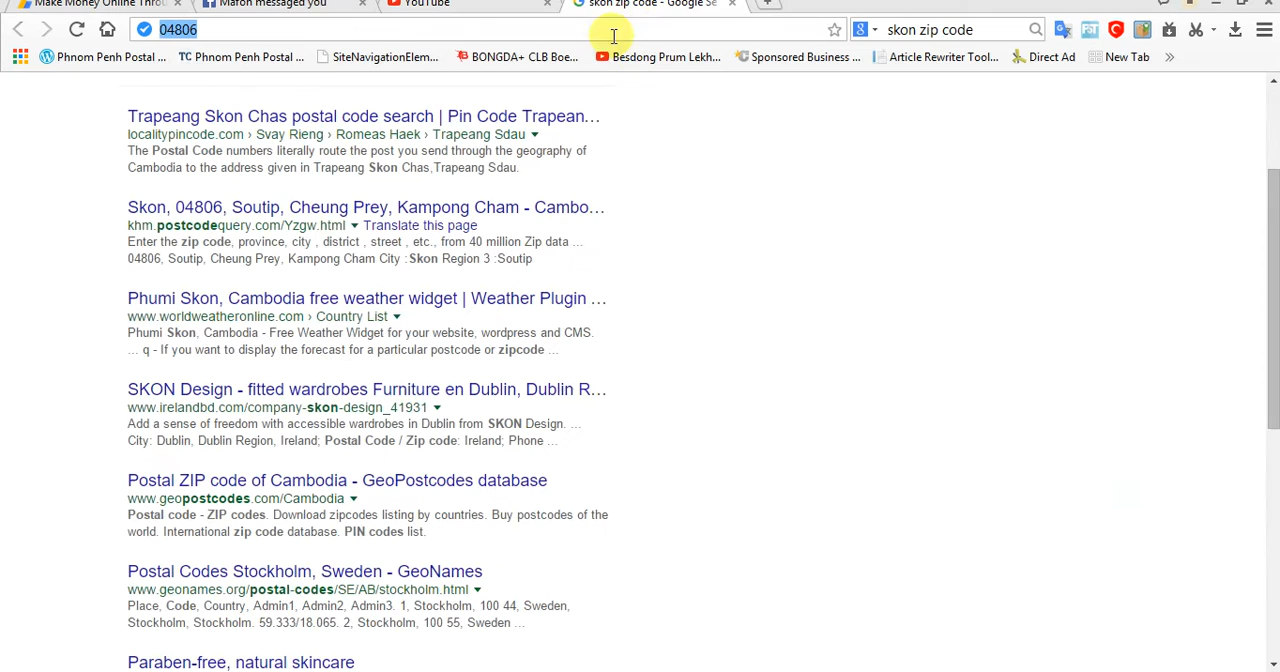 Make Money Online Throu
Mafon messaged you
YouTube
skon zip code - Google Se
04806
skon zip code
Phnom Penh Postal ...
TC Phnom Penh Postal ...
SiteNavigationElem...
BONGDA+ CLB Boe...
Besdong Prum Lekh...
Sponsored Business ...
Article Rewriter Tool...
Direct Ad
New Tab
»
Trapeang Skon Chas postal code search | Pin Code Trapean...
localitypincode.com › Svay Rieng › Romeas Haek › Trapeang Sdau
The Postal Code numbers literally route the post you send through the geography of
Cambodia to the address given in Trapeang Skon Chas,Trapeang Sdau.
Skon, 04806, Soutip, Cheung Prey, Kampong Cham - Cambo...
khm.postcodequery.com/Yzgw.html Translate this page
Enter the zip code, province, city , district , street , etc., from 40 million Zip data ...
04806, Soutip, Cheung Prey, Kampong Cham City :Skon Region 3 :Soutip
Phumi Skon, Cambodia free weather widget | Weather Plugin ...
www.worldweatheronline.com › Country List
Phumi Skon, Cambodia - Free Weather Widget for your website, wordpress and CMS.
... q - If you want to display the forecast for a particular postcode or zipcode ...
SKON Design - fitted wardrobes Furniture en Dublin, Dublin R...
www.irelandbd.com/company-skon-design_41931
Add a sense of freedom with accessible wardrobes in Dublin from SKON Design. ...
City: Dublin, Dublin Region, Ireland; Postal Code / Zip code: Ireland; Phone ...
Postal ZIP code of Cambodia - GeoPostcodes database
www.geopostcodes.com/Cambodia
Postal code - ZIP codes. Download zipcodes listing by countries. Buy postcodes of the
world. International zip code database. PIN codes list.
Postal Codes Stockholm, Sweden - GeoNames
www.geonames.org/postal-codes/SE/AB/stockholm.html
Place, Code, Country, Admin1, Admin2, Admin3. 1, Stockholm, 100 44, Sweden,
Stockholm, Stockholm. 59.333/18.065. 2, Stockholm, 100 55, Sweden ...
Paraben-free, natural skincare